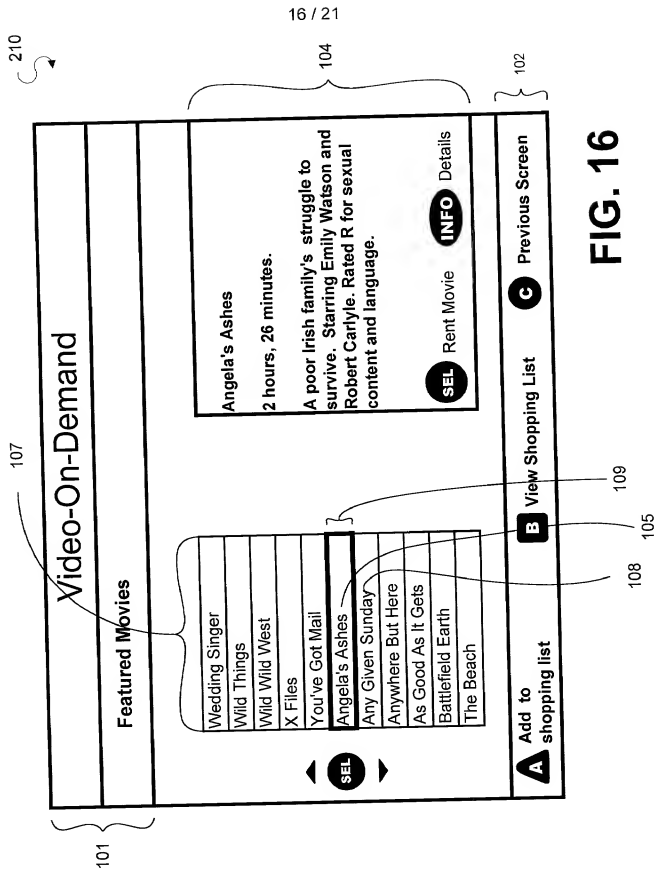 16 / 21
210
Video-On-Demand
Featured Movies
101
107
Wedding Singer
Wild Things
Wild Wild West
X Files
You've Got Mail
Angela's Ashes
Any Given Sunday
Anywhere But Here
As Good As It Gets
Battlefield Earth
The Beach
SEL
109
105
108
Angela's Ashes
2 hours, 26 minutes.
A poor Irish family's struggle to
survive. Starring Emily Watson and
Robert Carlyle. Rated R for sexual
content and language.
SEL Rent Movie INFO Details
104
A Add to
shopping list
B View Shopping List
C Previous Screen
102
FIG. 16